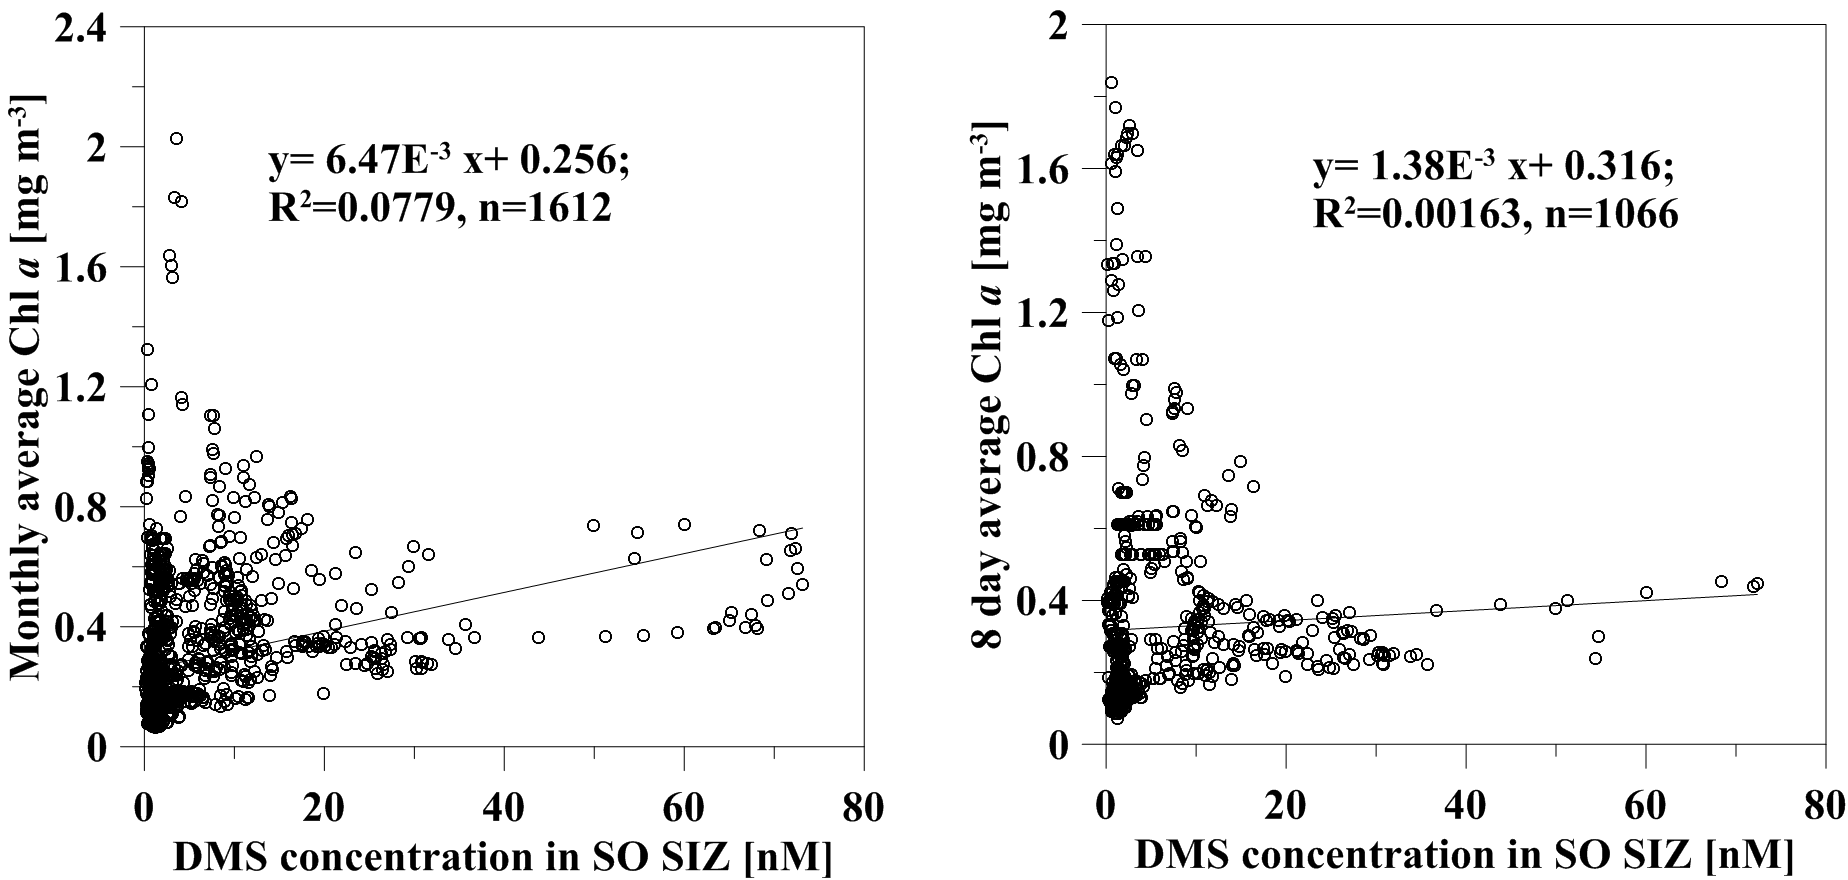 Monthly average Chl a [mg m-3]
2.4
2
1.6
1.2
0.8
0.4
0
y= 6.47E-3 x+ 0.256;
R2=0.0779, n=1612
0 20 40 60 80
DMS concentration in SO SIZ [nM]
8 day average Chl a [mg m-3]
2
1.6
1.2
0.8
0.4
0
y= 1.38E-3 x+ 0.316;
R2=0.00163, n=1066
0 20 40 60 80
DMS concentration in SO SIZ [nM]